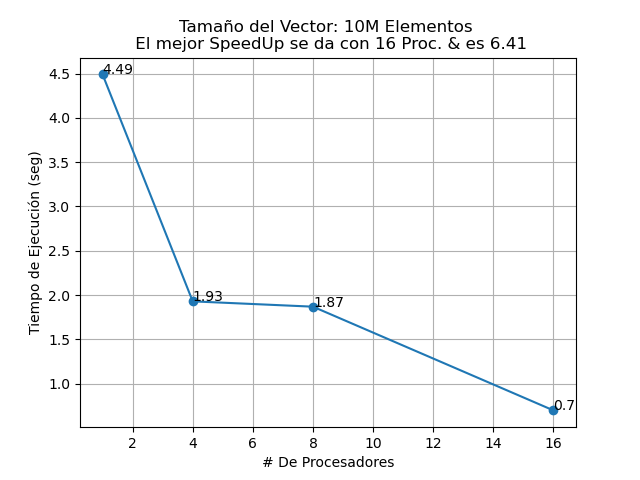 Tamaño del Vector: 10M Elementos
El mejor SpeedUp se da con 16 Proc. & es 6.41
4.5
4.0
3.5
3.0
2.5
2.0
1.5
1.0
Tiempo de Ejecución (seg)
4.49
1.93
1.87
0.7
2 4 6 8 10 12 14 16
# De Procesadores